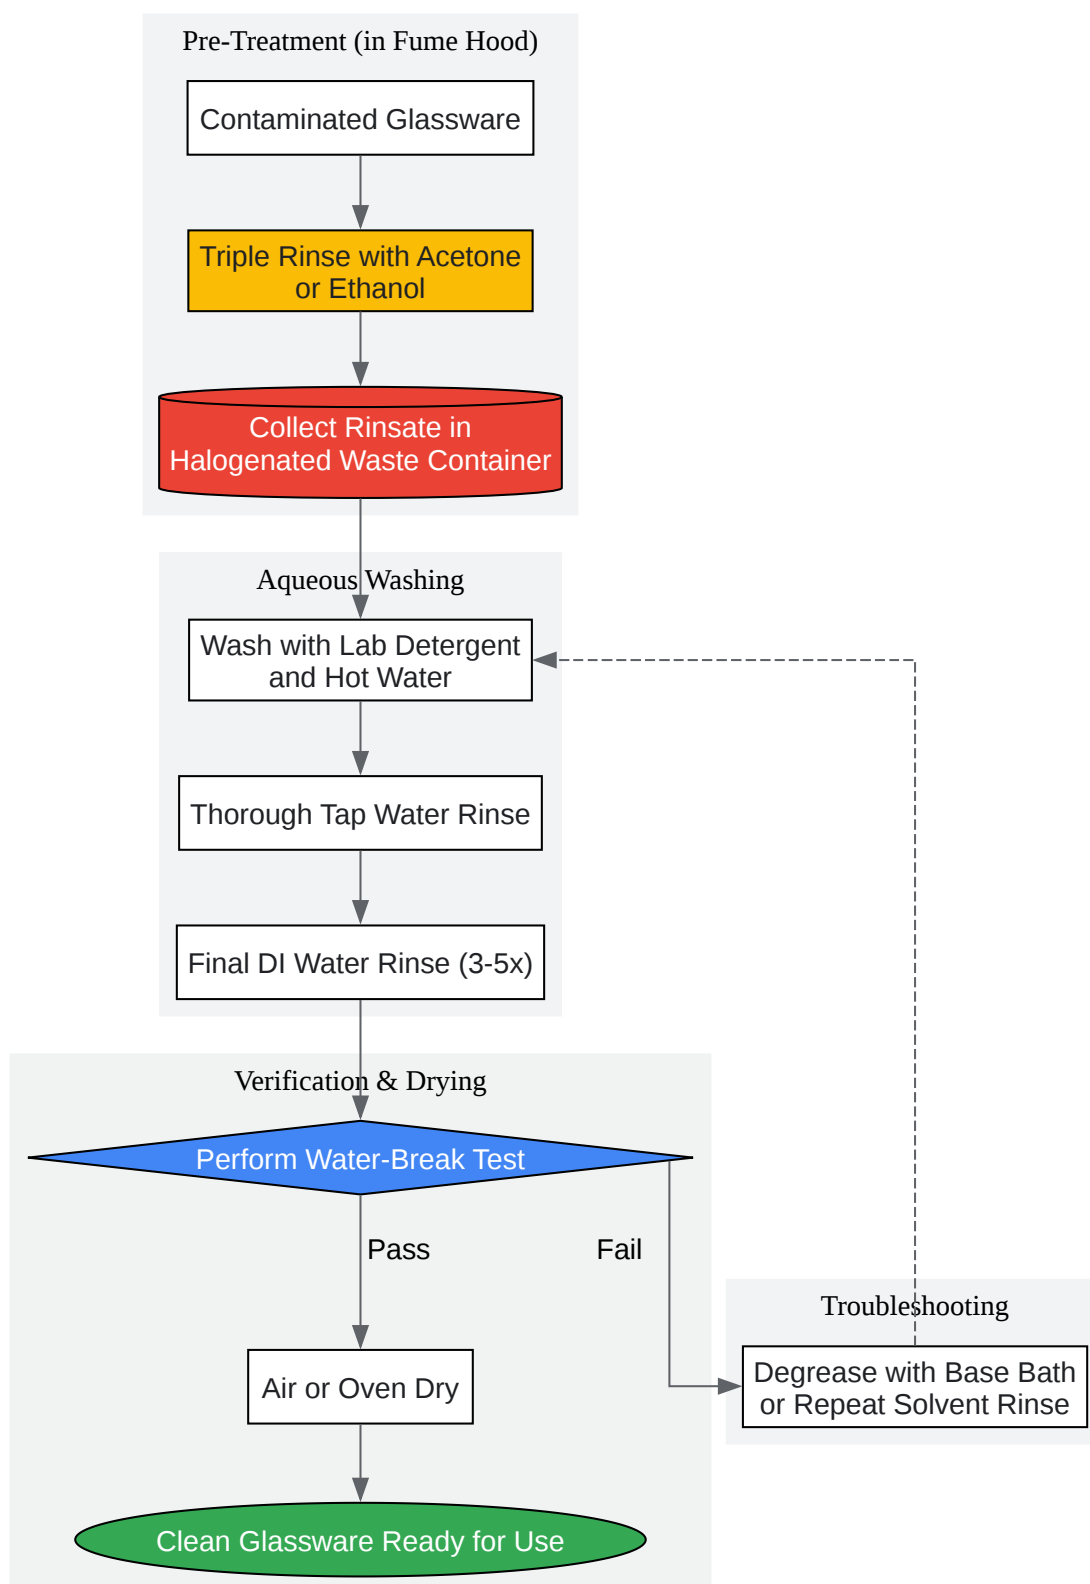 Pre-Treatment (in Fume Hood)
Contaminated Glassware
Triple Rinse with Acetone
or Ethanol
Collect Rinsate in
Halogenated Waste Container
Aqueous Washing
Wash with Lab Detergent
and Hot Water
Thorough Tap Water Rinse
Final DI Water Rinse (3-5x)
Verification & Drying
Perform Water-Break Test
Pass
Fail
Troubleshooting
Degrease with Base Bath
or Repeat Solvent Rinse
Air or Oven Dry
Clean Glassware Ready for Use